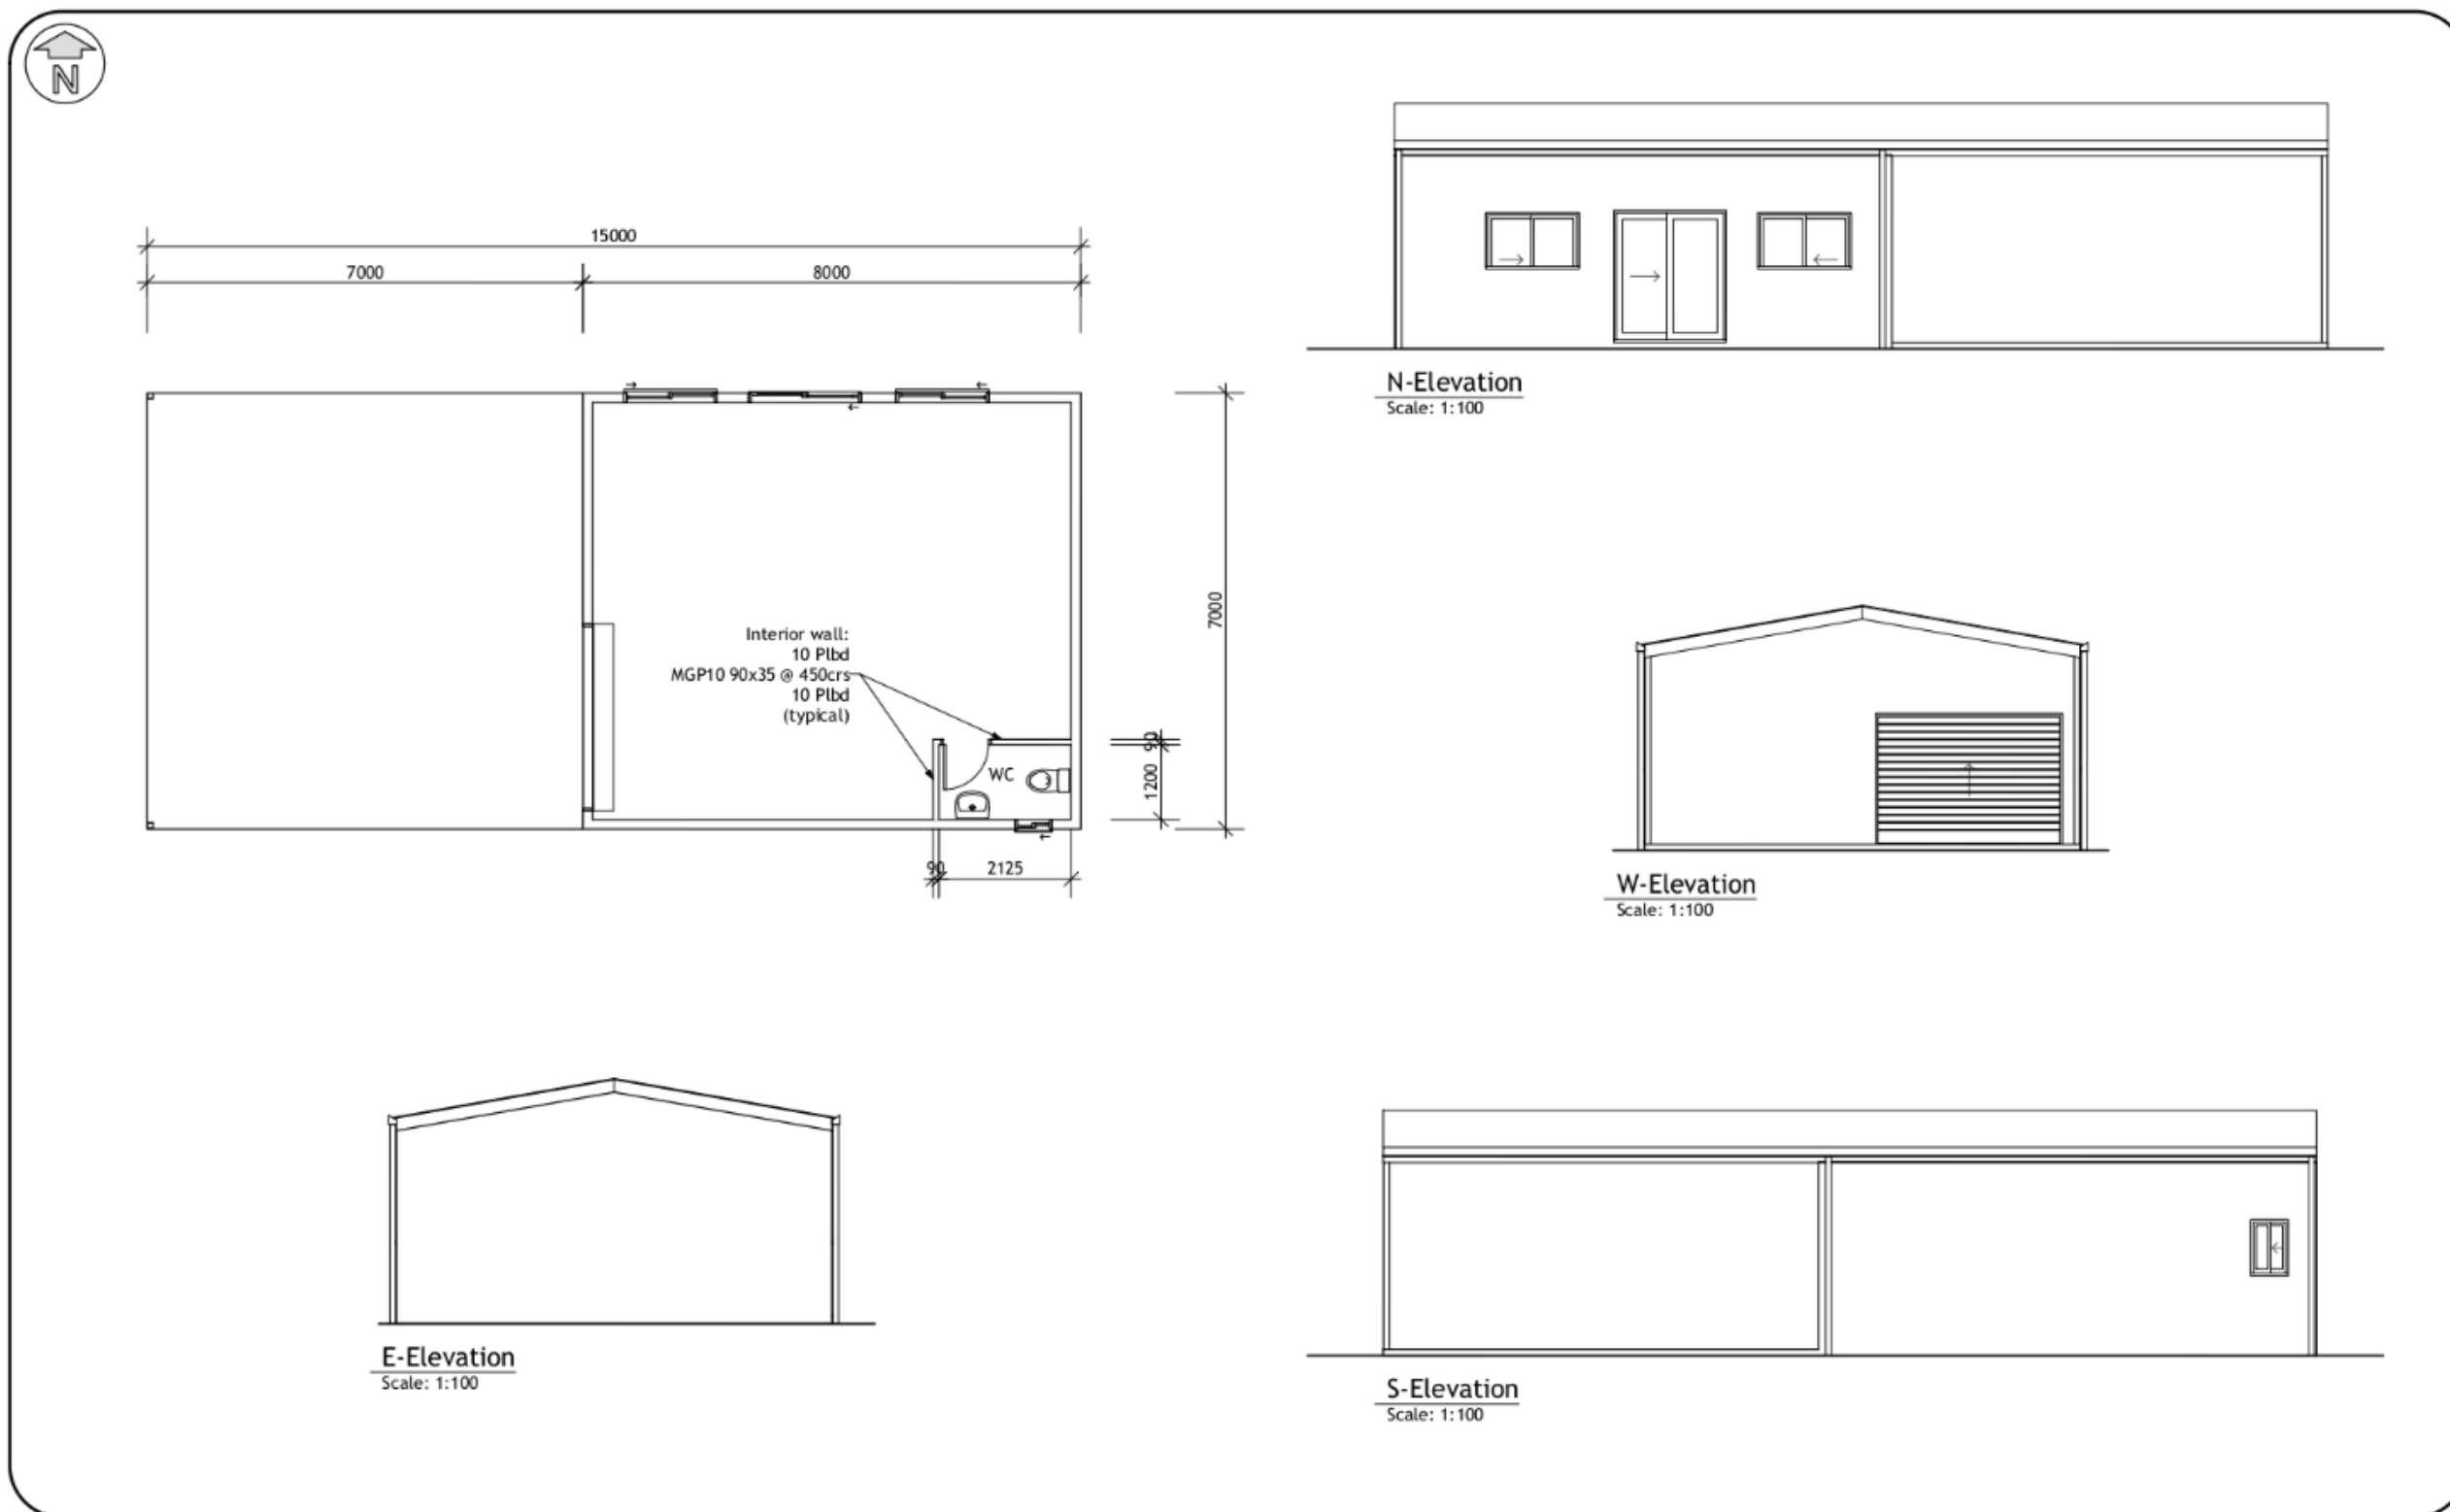 N
15000
7000
8000
7000
Interior wall:
10 Plbd
MGP10 90x35 @ 450crs
10 Plbd
(typical)
WC
90
1200
90
2125
N-Elevation
Scale: 1:100
W-Elevation
Scale: 1:100
E-Elevation
Scale: 1:100
S-Elevation
Scale: 1:100